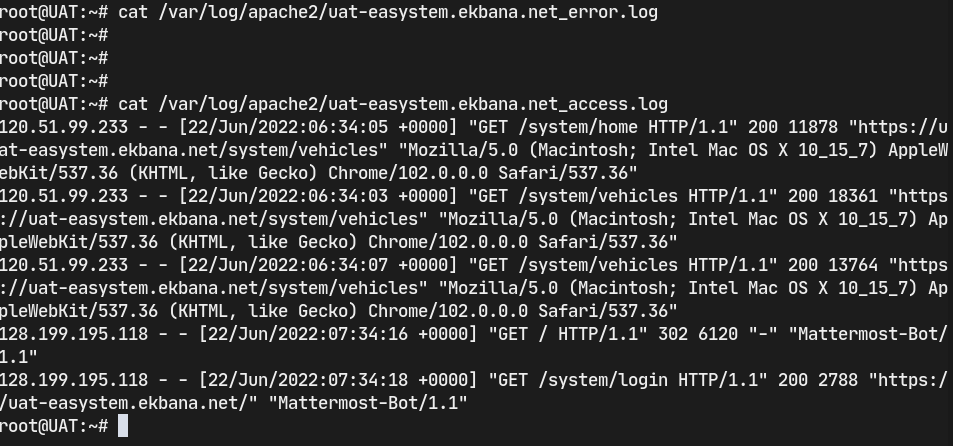 root@UAT:~# cat /var/log/apache2/uat-easystem.ekbana.net_error.log
root@UAT:~#
root@UAT:~#
root@UAT:~#
root@UAT:~# cat /var/log/apache2/uat-easystem.ekbana.net_access.log
120.51.99.233 - - [22/Jun/2022:06:34:05 +0000] "GET /system/home HTTP/1.1" 200 11878 "https://u
at-easystem.ekbana.net/system/vehicles" "Mozilla/5.0 (Macintosh; Intel Mac OS X 10_15_7) AppleW
ebKit/537.36 (KHTML, like Gecko) Chrome/102.0.0.0 Safari/537.36"
120.51.99.233 - - [22/Jun/2022:06:34:03 +0000] "GET /system/vehicles HTTP/1.1" 200 18361 "https
://uat-easystem.ekbana.net/system/vehicles" "Mozilla/5.0 (Macintosh; Intel Mac OS X 10_15_7) Ap
pleWebKit/537.36 (KHTML, like Gecko) Chrome/102.0.0.0 Safari/537.36"
120.51.99.233 - - [22/Jun/2022:06:34:07 +0000] "GET /system/vehicles HTTP/1.1" 200 13764 "https
://uat-easystem.ekbana.net/system/vehicles" "Mozilla/5.0 (Macintosh; Intel Mac OS X 10_15_7) Ap
pleWebKit/537.36 (KHTML, like Gecko) Chrome/102.0.0.0 Safari/537.36"
128.199.195.118 - - [22/Jun/2022:07:34:16 +0000] "GET / HTTP/1.1" 302 6120 "-" "Mattermost-Bot/
1.1"
128.199.195.118 - - [22/Jun/2022:07:34:18 +0000] "GET /system/login HTTP/1.1" 200 2788 "https:/
/uat-easystem.ekbana.net/" "Mattermost-Bot/1.1"
root@UAT:~#